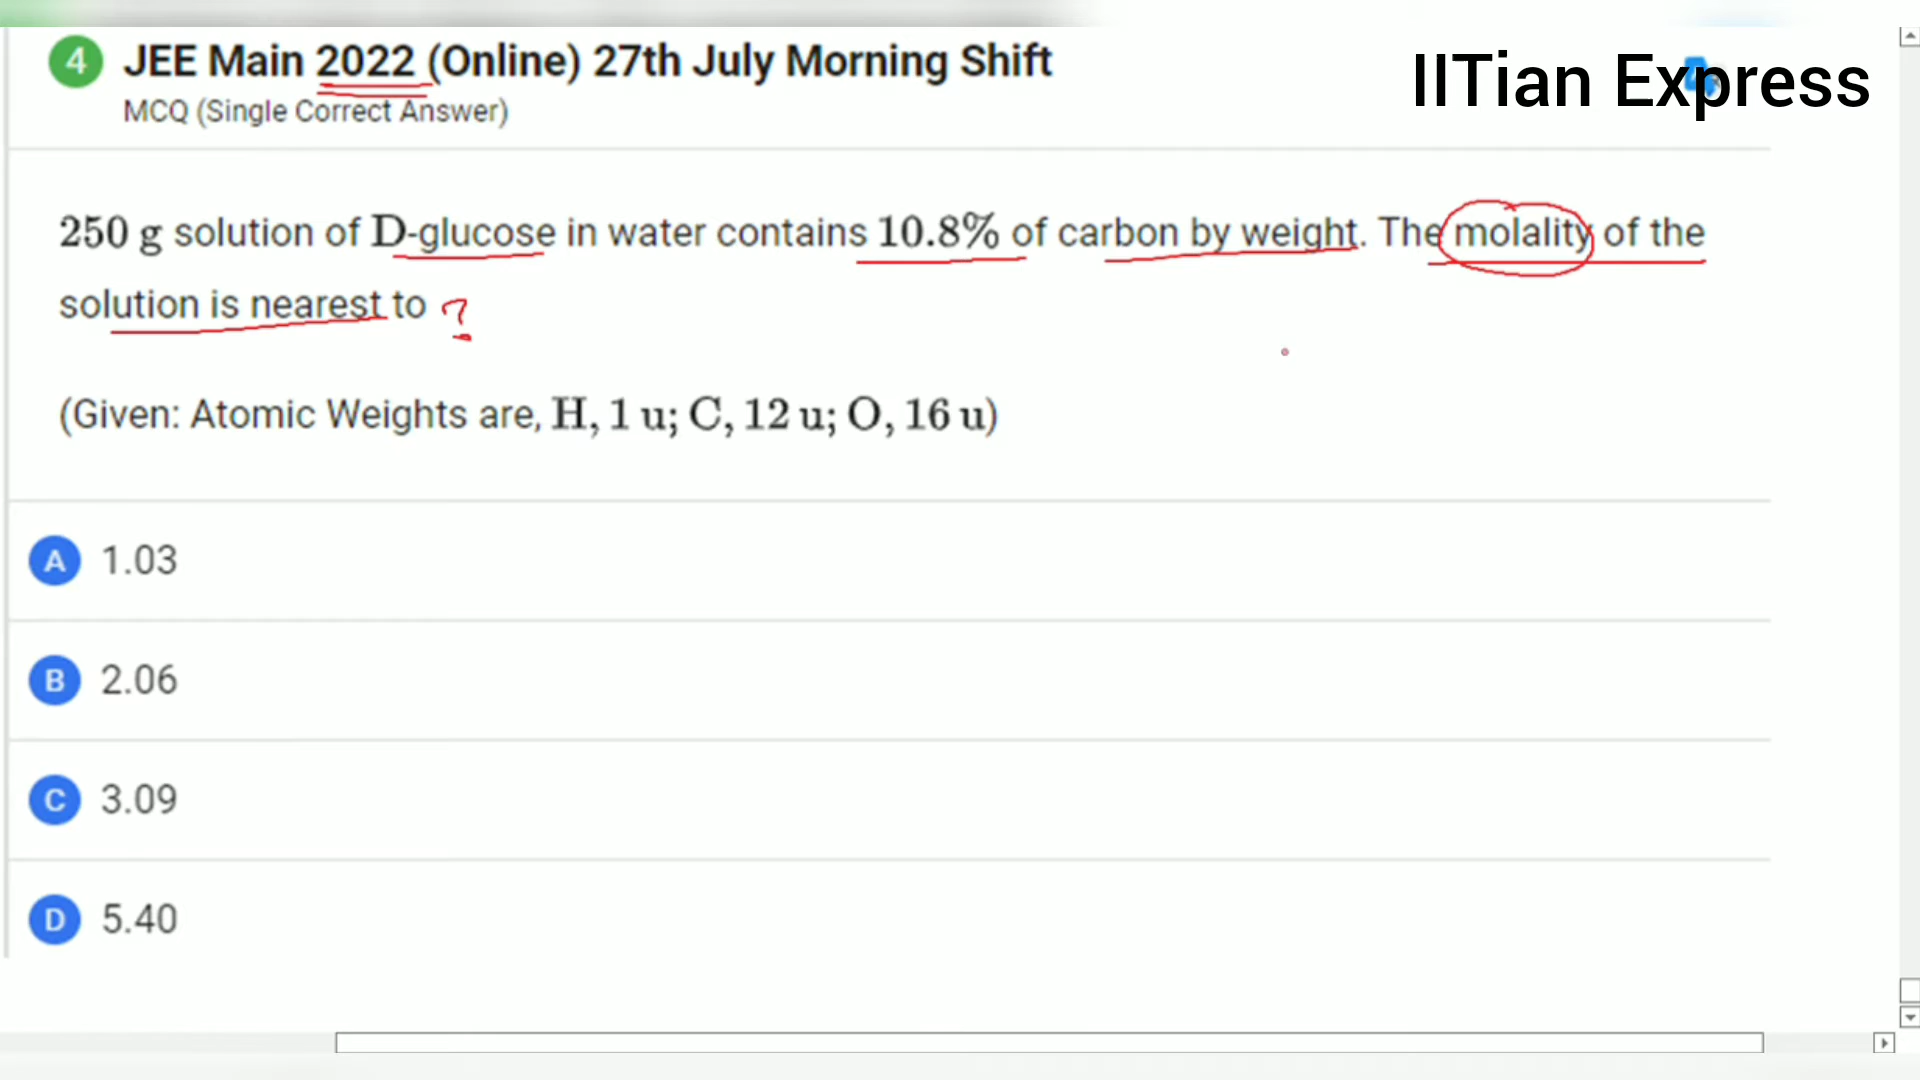 4 JEE Main 2022 (Online) 27th July Morning Shift
IITian Express
MCQ (Single Correct Answer)
250 g solution of D-glucose in water contains 10.8% of carbon by weight. The molality of the
solution is nearest to ?
(Given: Atomic Weights are, H, 1 u; C, 12 u; O, 16 u)
A 1.03
B 2.06
C 3.09
D 5.40